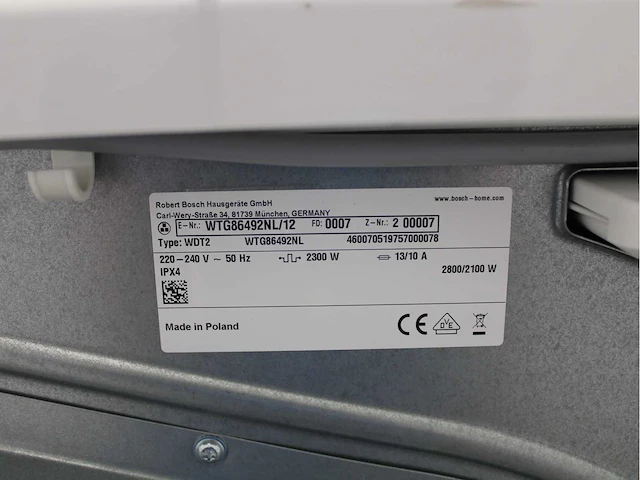 Robert Bosch Hausgeräte GmbH www.bosch-home.com
Carl-Wery-Straße 34, 81739 München, GERMANY
E-Nr.: WTG86492NL/12 FD: 0007 Z-Nr.: 2 00007
Type: WDT2 WTG86492NL 460070519757000078
220-240 V ~ 50 Hz 2300 W 13/10 A
IPX4 2800/2100 W
Made in Poland CE DVE